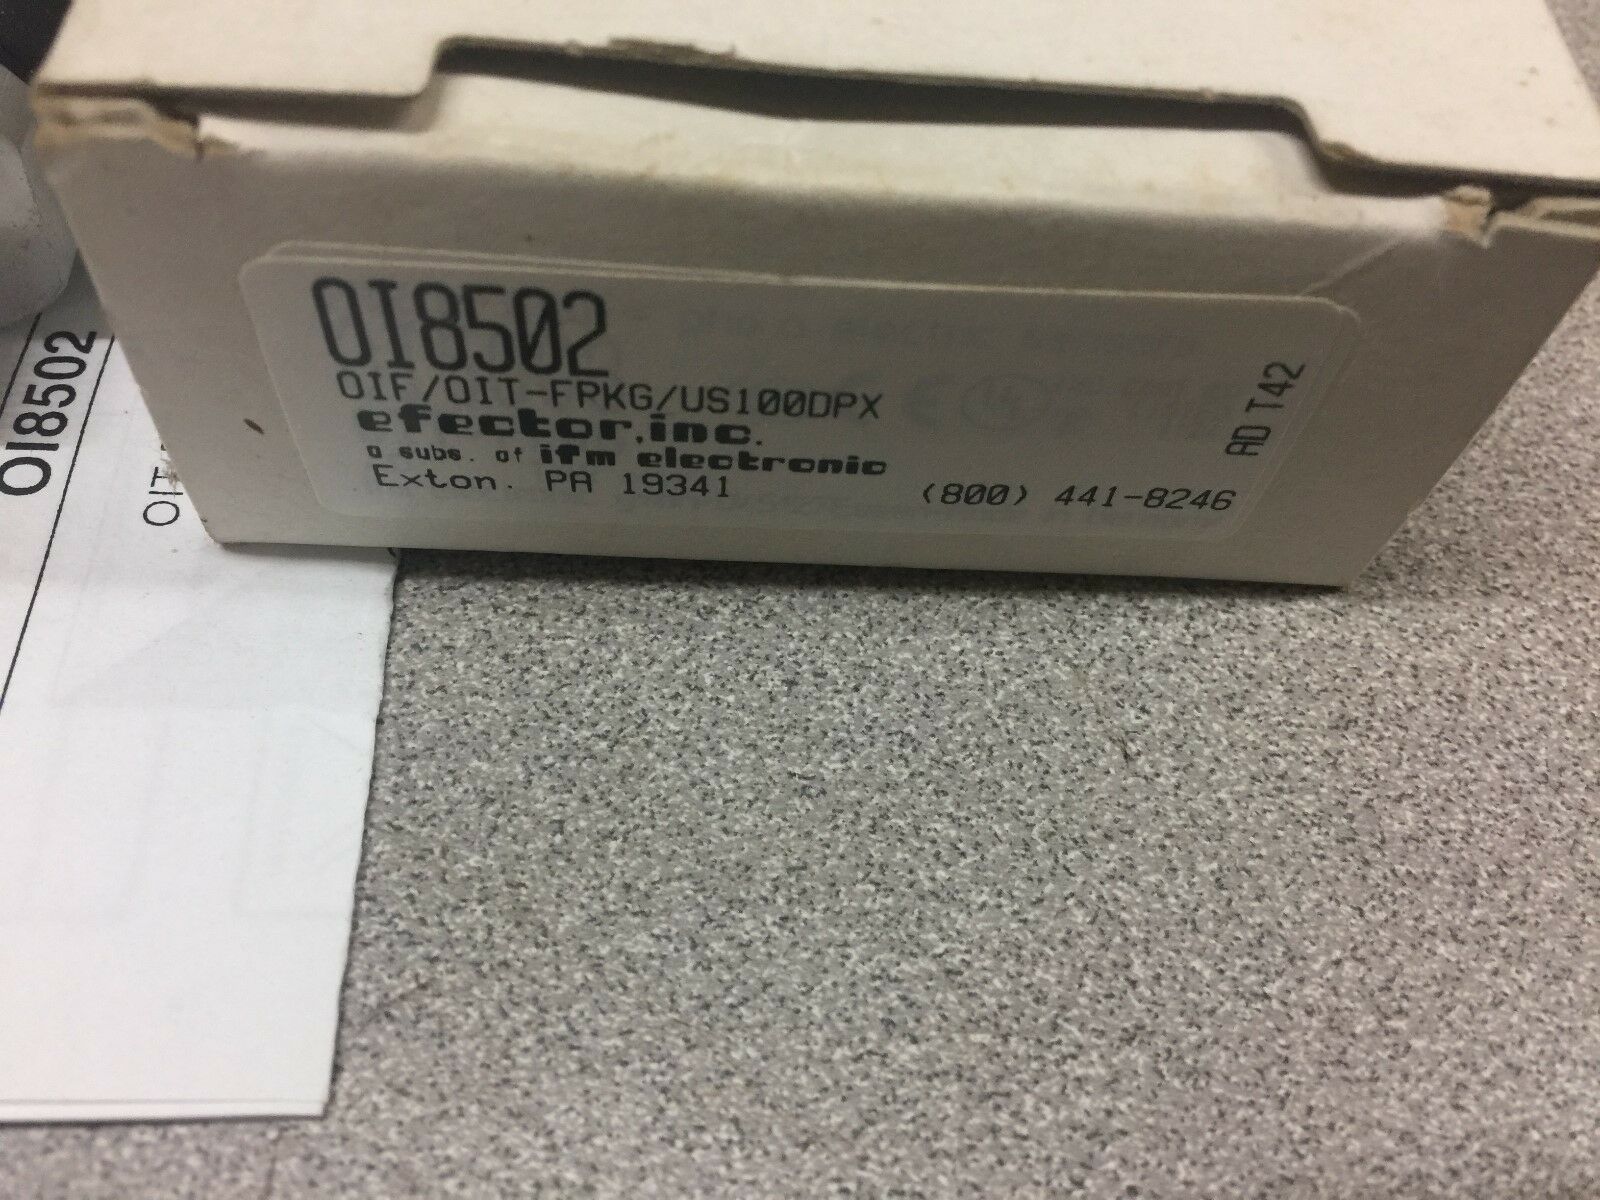 OI8502
OIF/OIT-FPKG/US100DPX
efector,inc.
a subs. of ifm electronic
Exton. PA 19341
(800) 441-8246
AD T42
OI8502